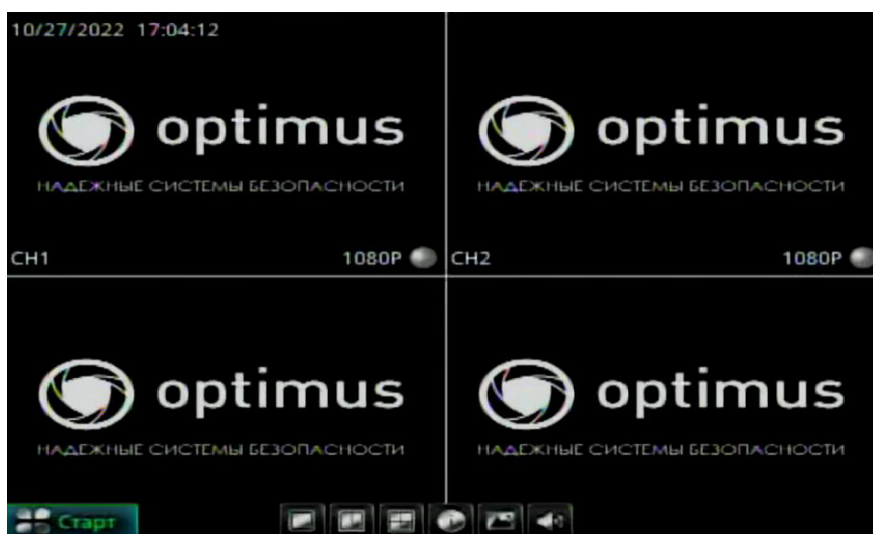 10/27/2022 17:04:12
optimus
НАДЕЖНЫЕ СИСТЕМЫ БЕЗОПАСНОСТИ
CH1 1080P
optimus
НАДЕЖНЫЕ СИСТЕМЫ БЕЗОПАСНОСТИ
CH2 1080P
optimus
НАДЕЖНЫЕ СИСТЕМЫ БЕЗОПАСНОСТИ
optimus
НАДЕЖНЫЕ СИСТЕМЫ БЕЗОПАСНОСТИ
Старт